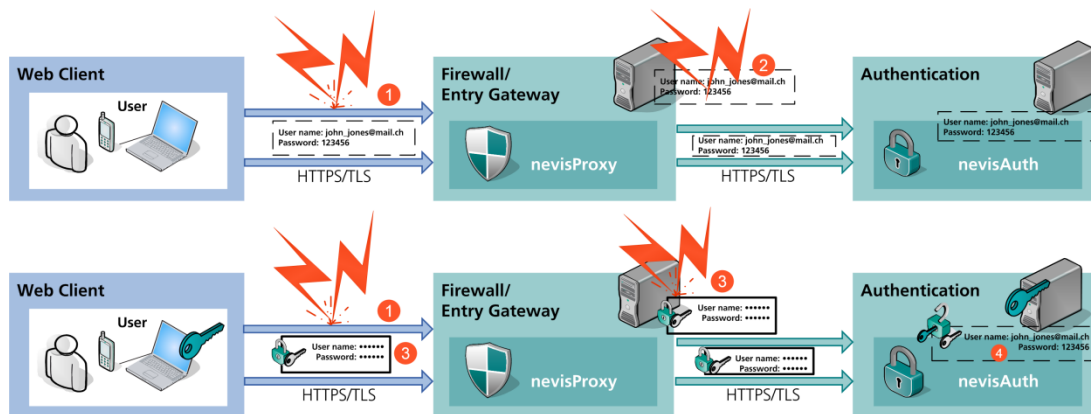 Web Client
User
1
User name: john_jones@mail.ch
Password: 123456
HTTPS/TLS
Firewall/
Entry Gateway
nevisProxy
2
User name: john_jones@mail.ch
Password: 123456
User name: john_jones@mail.ch
Password: 123456
HTTPS/TLS
Authentication
User name: john_jones@mail.ch
Password: 123456
nevisAuth
Web Client
User
1
User name: ••••••
Password: ••••••
3
HTTPS/TLS
Firewall/
Entry Gateway
nevisProxy
3
User name: ••••••
Password: ••••••
User name: ••••••
Password: ••••••
HTTPS/TLS
Authentication
User name: john_jones@mail.ch
Password: 123456
4
nevisAuth